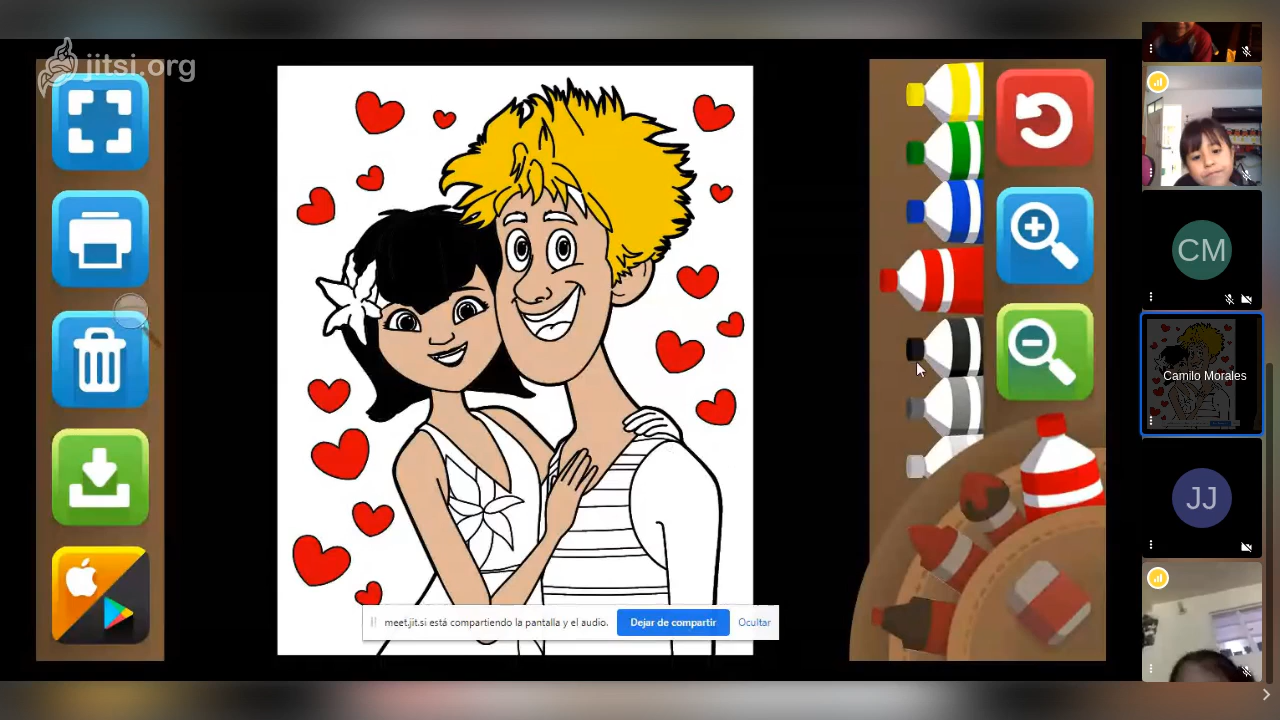 jitsi.org
CM
Camilo Morales
JJ
meet.jit.si está compartiendo la pantalla y el audio.
Dejar de compartir
Ocultar